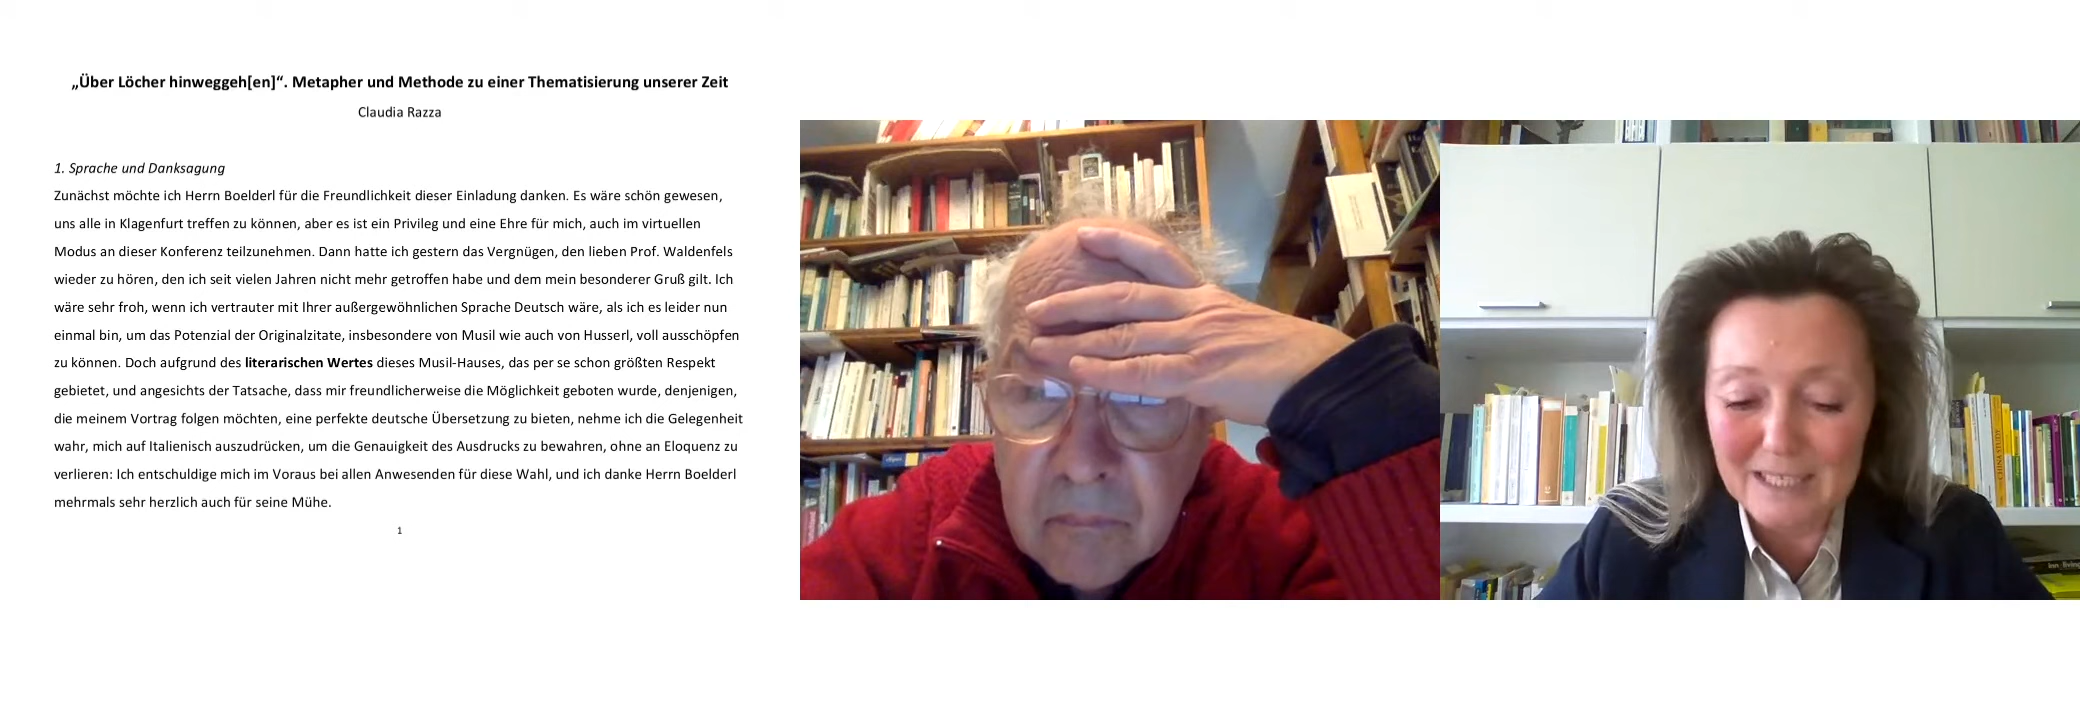 „Über Löcher hinweggeh[en]“. Metapher und Methode zu einer Thematisierung unserer Zeit
Claudia Razza
1. Sprache und Danksagung
Zunächst möchte ich Herrn Boelderl für die Freundlichkeit dieser Einladung danken. Es wäre schön gewesen,
uns alle in Klagenfurt treffen zu können, aber es ist ein Privileg und eine Ehre für mich, auch im virtuellen
Modus an dieser Konferenz teilzunehmen. Dann hatte ich gestern das Vergnügen, den lieben Prof. Waldenfels
wieder zu hören, den ich seit vielen Jahren nicht mehr getroffen habe und dem mein besonderer Gruß gilt. Ich
wäre sehr froh, wenn ich vertrauter mit Ihrer außergewöhnlichen Sprache Deutsch wäre, als ich es leider nun
einmal bin, um das Potenzial der Originalzitate, insbesondere von Musil wie auch von Husserl, voll ausschöpfen
zu können. Doch aufgrund des literarischen Wertes dieses Musil-Hauses, das per se schon größten Respekt
gebietet, und angesichts der Tatsache, dass mir freundlicherweise die Möglichkeit geboten wurde, denjenigen,
die meinem Vortrag folgen möchten, eine perfekte deutsche Übersetzung zu bieten, nehme ich die Gelegenheit
wahr, mich auf Italienisch auszudrücken, um die Genauigkeit des Ausdrucks zu bewahren, ohne an Eloquenz zu
verlieren: Ich entschuldige mich im Voraus bei allen Anwesenden für diese Wahl, und ich danke Herrn Boelderl
mehrmals sehr herzlich auch für seine Mühe.
1
CHINA STUDY